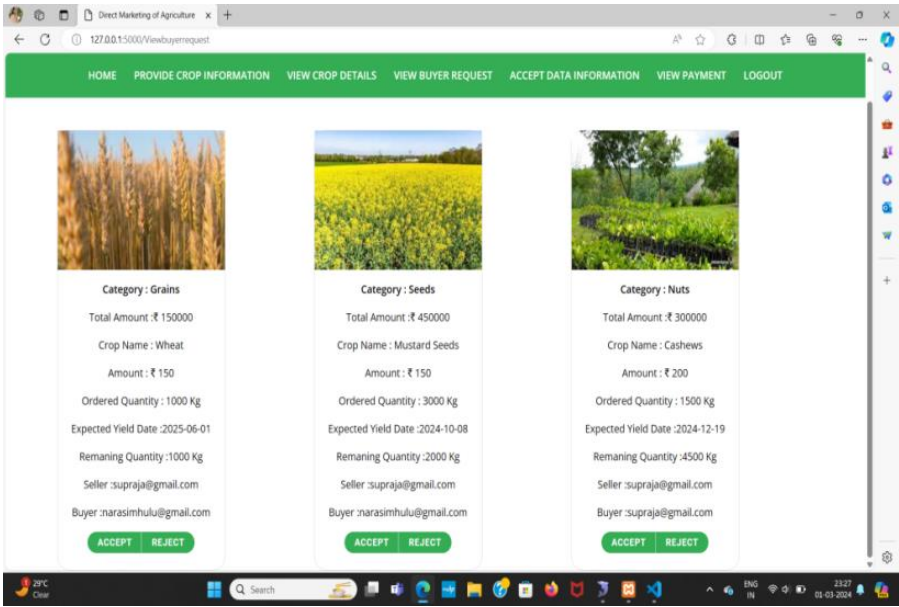 Direct Marketing of Agriculture
127.0.0.1:5000/Viewbuyerrequest
HOME PROVIDE CROP INFORMATION VIEW CROP DETAILS VIEW BUYER REQUEST ACCEPT DATA INFORMATION VIEW PAYMENT LOGOUT
Category : Grains
Total Amount :₹ 150000
Crop Name : Wheat
Amount : ₹ 150
Ordered Quantity : 1000 Kg
Expected Yield Date :2025-06-01
Remaning Quantity :1000 Kg
Seller :supraja@gmail.com
Buyer :narasimhulu@gmail.com
ACCEPT REJECT
Category : Seeds
Total Amount :₹ 450000
Crop Name : Mustard Seeds
Amount : ₹ 150
Ordered Quantity : 3000 Kg
Expected Yield Date :2024-10-08
Remaning Quantity :2000 Kg
Seller :supraja@gmail.com
Buyer :narasimhulu@gmail.com
ACCEPT REJECT
Category : Nuts
Total Amount :₹ 300000
Crop Name : Cashews
Amount : ₹ 200
Ordered Quantity : 1500 Kg
Expected Yield Date :2024-12-19
Remaning Quantity :4500 Kg
Seller :supraja@gmail.com
Buyer :supraja@gmail.com
ACCEPT REJECT
29°C
Clear
Search
ENG
IN
23:27
01-03-2024